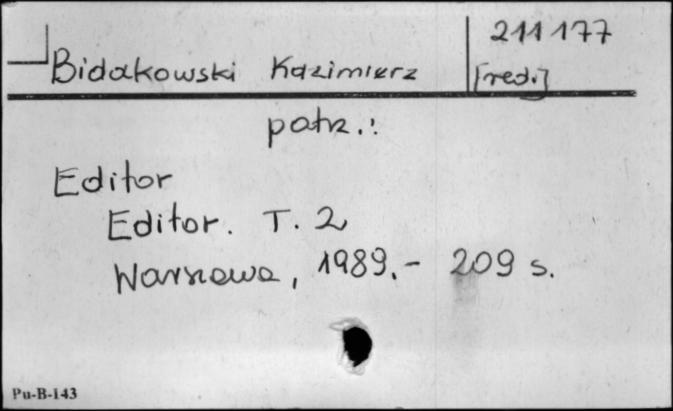 211177
Bidakowski Kazimierz [red.]
patrz.:
Editor
Editor. T. 2
Warszawa, 1989.- 209 s.
Pu-B-143